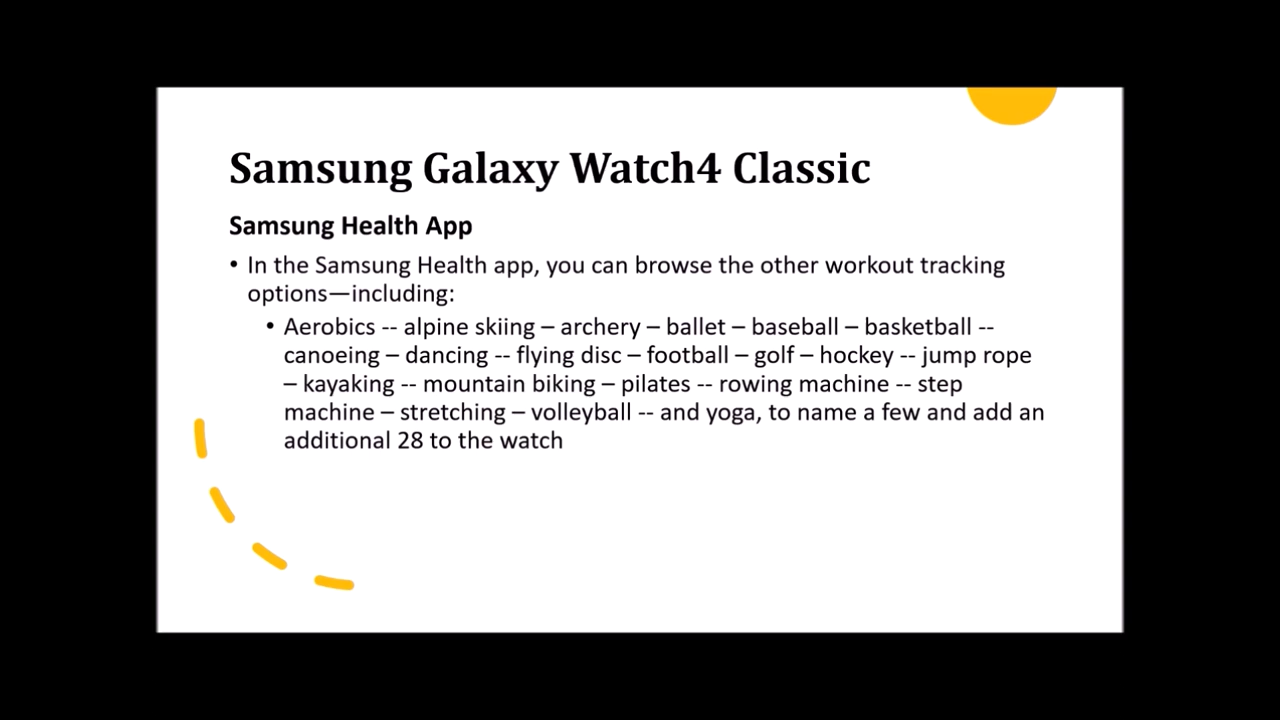 Samsung Galaxy Watch4 Classic
Samsung Health App
• In the Samsung Health app, you can browse the other workout tracking
options—including:
• Aerobics -- alpine skiing – archery – ballet – baseball – basketball --
canoeing – dancing -- flying disc – football – golf – hockey -- jump rope
– kayaking -- mountain biking – pilates -- rowing machine -- step
machine – stretching – volleyball -- and yoga, to name a few and add an
additional 28 to the watch